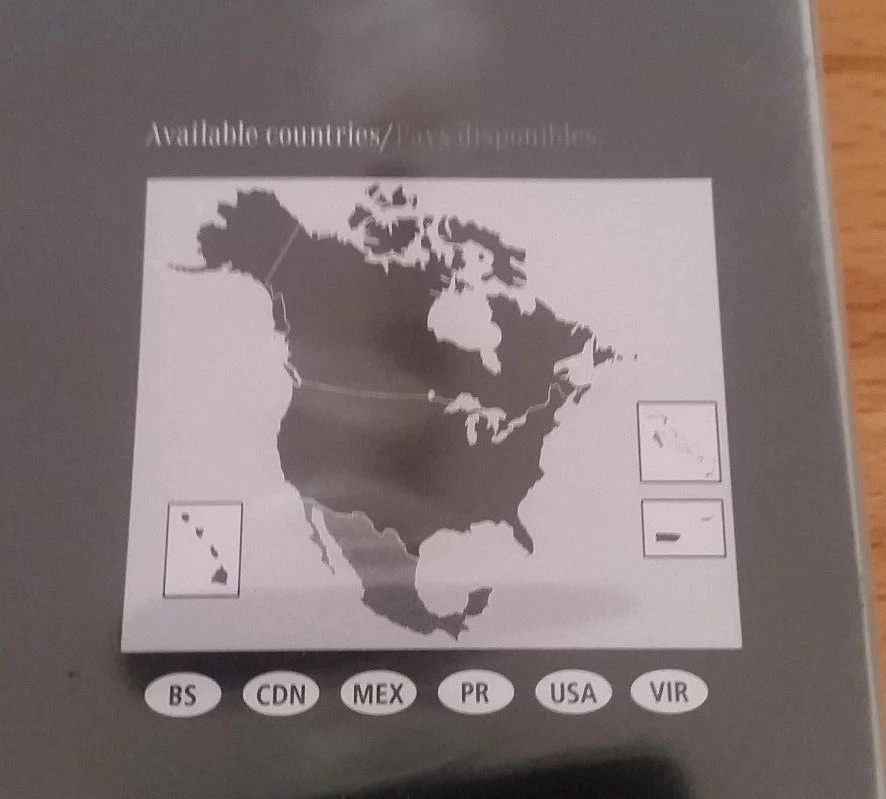 Available countries/Pays disponibles:
BS CDN MEX PR USA VIR